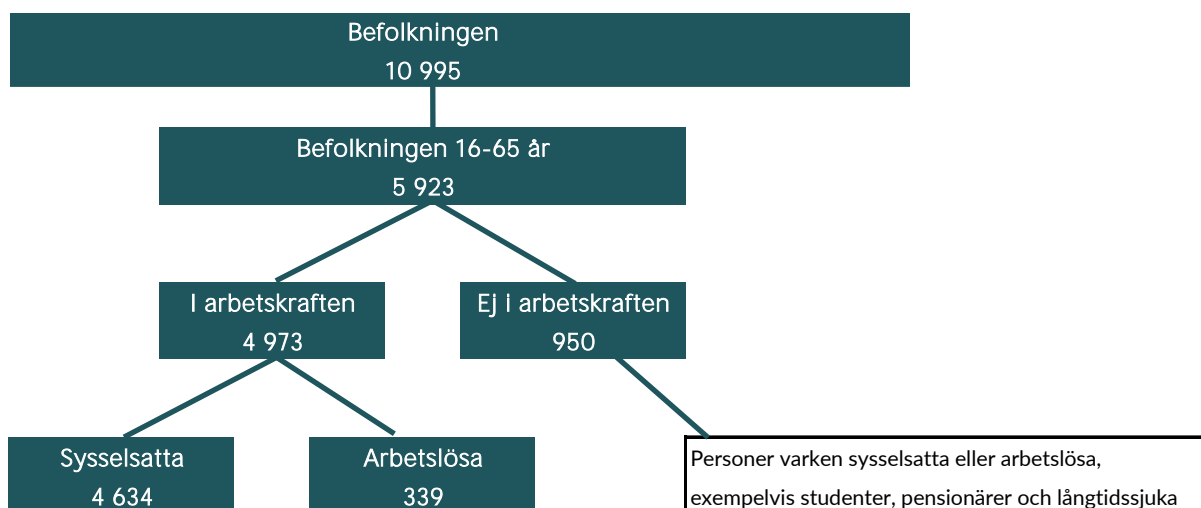 Befolkningen
10 995
Befolkningen 16-65 år
5 923
I arbetskraften
4 973
Ej i arbetskraften
950
Sysselsatta
4 634
Arbetslösa
339
Personer varken sysselsatta eller arbetslösa,
exempelvis studenter, pensionärer och långtidssjuka